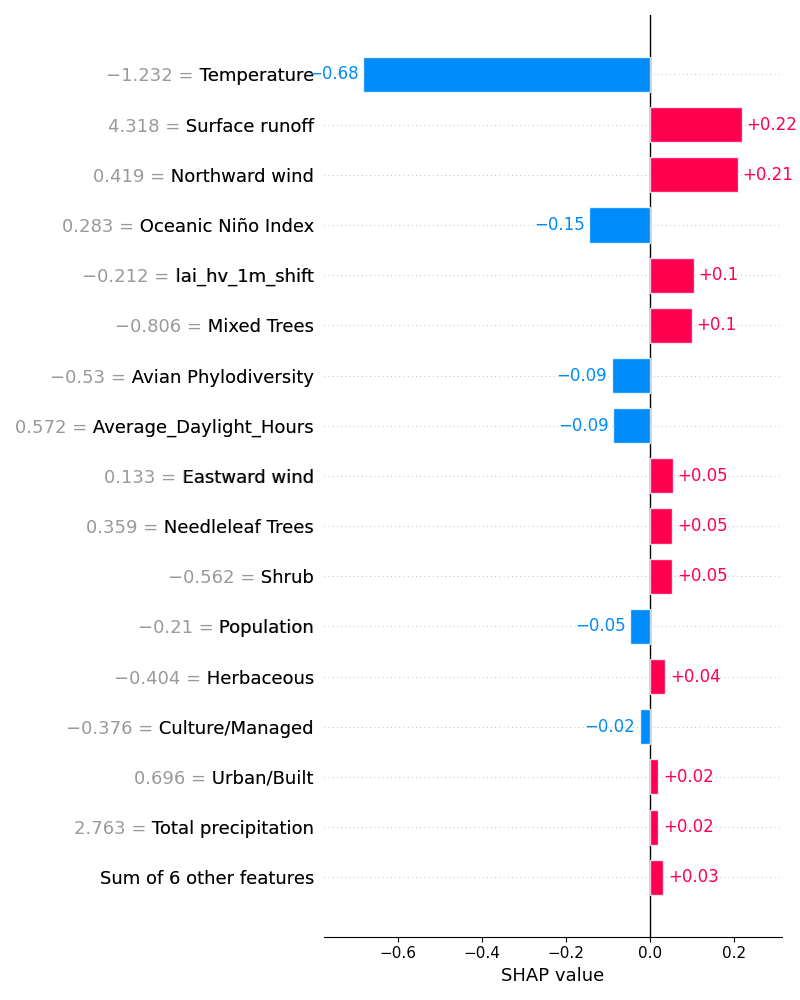 −1.232 = Temperature −0.68
4.318 = Surface runoff +0.22
0.419 = Northward wind +0.21
0.283 = Oceanic Niño Index −0.15
−0.212 = lai_hv_1m_shift +0.1
−0.806 = Mixed Trees +0.1
−0.53 = Avian Phylodiversity −0.09
0.572 = Average_Daylight_Hours −0.09
0.133 = Eastward wind +0.05
0.359 = Needleleaf Trees +0.05
−0.562 = Shrub +0.05
−0.21 = Population −0.05
−0.404 = Herbaceous +0.04
−0.376 = Culture/Managed −0.02
0.696 = Urban/Built +0.02
2.763 = Total precipitation +0.02
Sum of 6 other features +0.03
−0.6 −0.4 −0.2 0.0 0.2
SHAP value